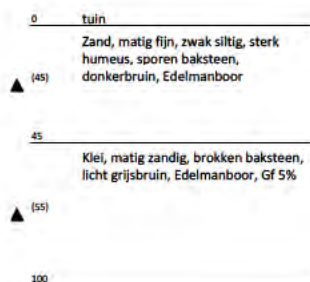 0 tuin
Zand, matig fijn, zwak siltig, sterk
humeus, sporen baksteen,
(45) donkerbruin, Edelmanboor
45
Klei, matig zandig, brokken baksteen,
licht grijsbruin, Edelmanboor, Gf 5%
(55)
100